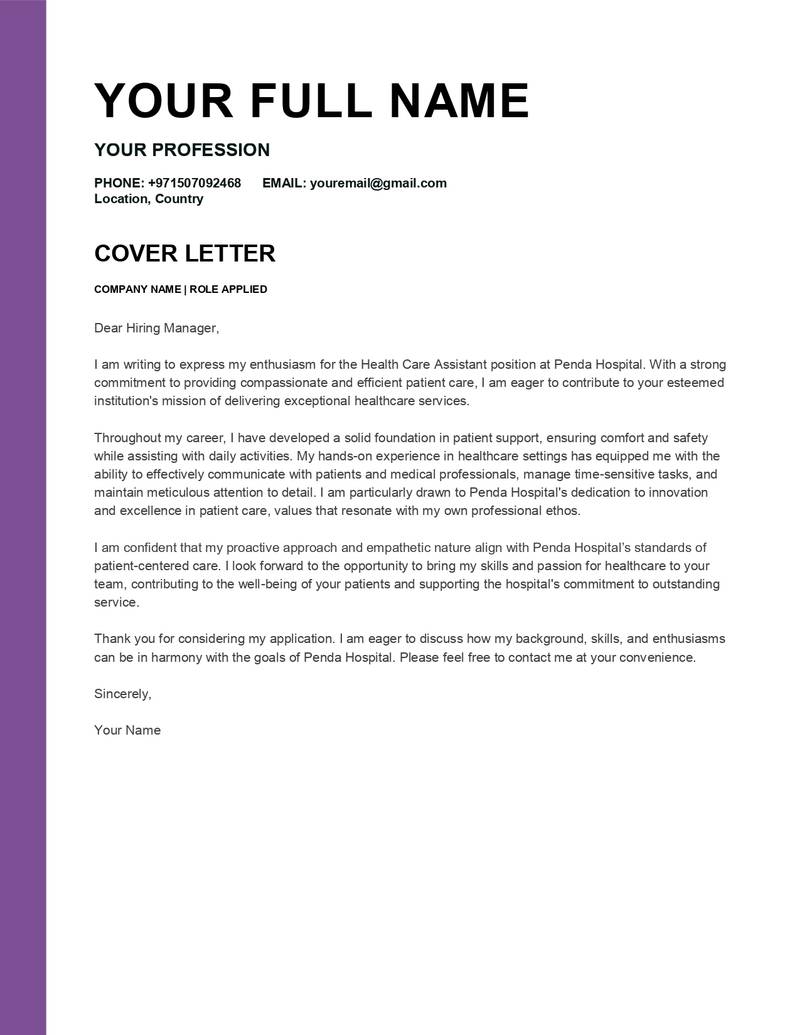 YOUR FULL NAME
YOUR PROFESSION
PHONE: +971507092468 EMAIL: youremail@gmail.com
Location, Country
COVER LETTER
COMPANY NAME | ROLE APPLIED
Dear Hiring Manager,
I am writing to express my enthusiasm for the Health Care Assistant position at Penda Hospital. With a strong
commitment to providing compassionate and efficient patient care, I am eager to contribute to your esteemed
institution's mission of delivering exceptional healthcare services.
Throughout my career, I have developed a solid foundation in patient support, ensuring comfort and safety
while assisting with daily activities. My hands-on experience in healthcare settings has equipped me with the
ability to effectively communicate with patients and medical professionals, manage time-sensitive tasks, and
maintain meticulous attention to detail. I am particularly drawn to Penda Hospital's dedication to innovation
and excellence in patient care, values that resonate with my own professional ethos.
I am confident that my proactive approach and empathetic nature align with Penda Hospital’s standards of
patient-centered care. I look forward to the opportunity to bring my skills and passion for healthcare to your
team, contributing to the well-being of your patients and supporting the hospital's commitment to outstanding
service.
Thank you for considering my application. I am eager to discuss how my background, skills, and enthusiasms
can be in harmony with the goals of Penda Hospital. Please feel free to contact me at your convenience.
Sincerely,
Your Name